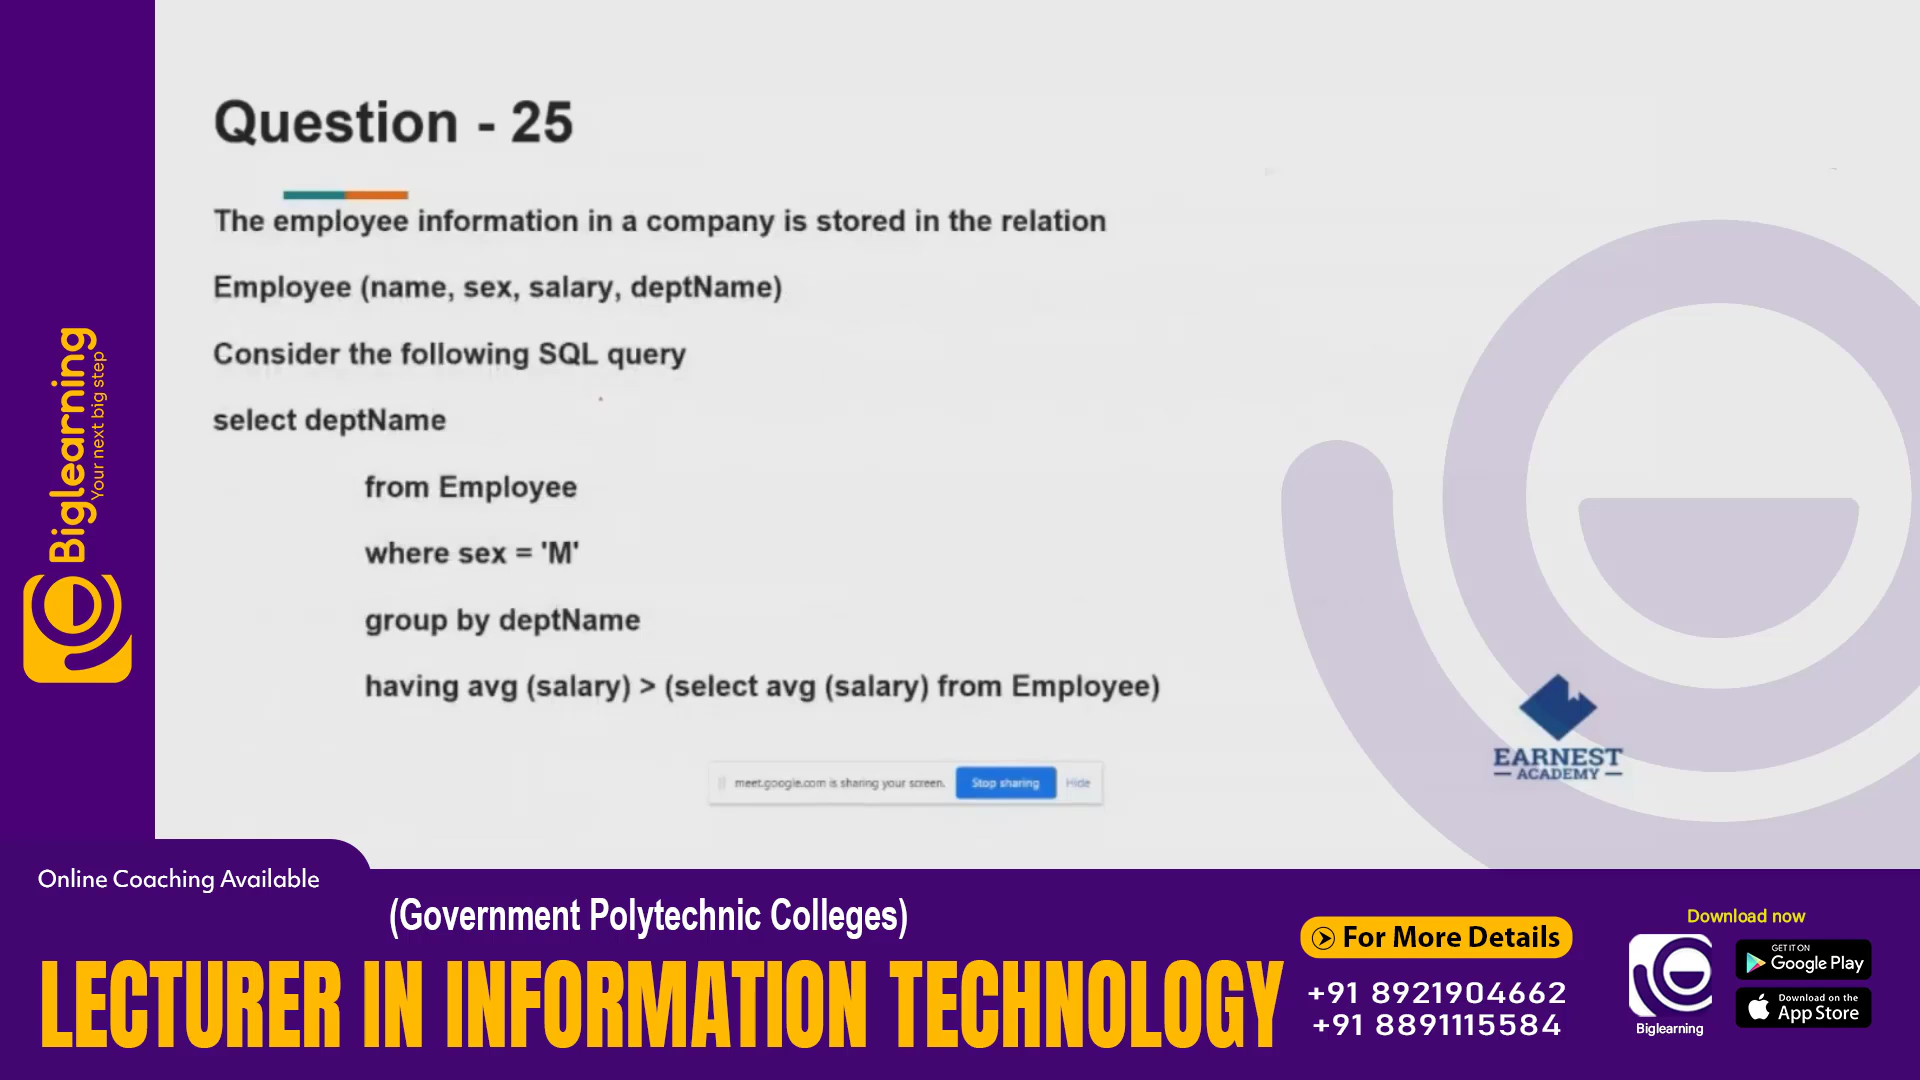 Question - 25
The employee information in a company is stored in the relation
Employee (name, sex, salary, deptName)
Consider the following SQL query
select deptName
from Employee
where sex = 'M'
group by deptName
having avg (salary) > (select avg (salary) from Employee)
meet.google.com is sharing your screen. Stop sharing Hide
EARNEST
ACADEMY
Biglearning
Your next big step
Online Coaching Available
(Government Polytechnic Colleges)
LECTURER IN INFORMATION TECHNOLOGY
For More Details
+91 8921904662
+91 8891115584
Download now
Biglearning
GET IT ON
Google Play
Download on the
App Store